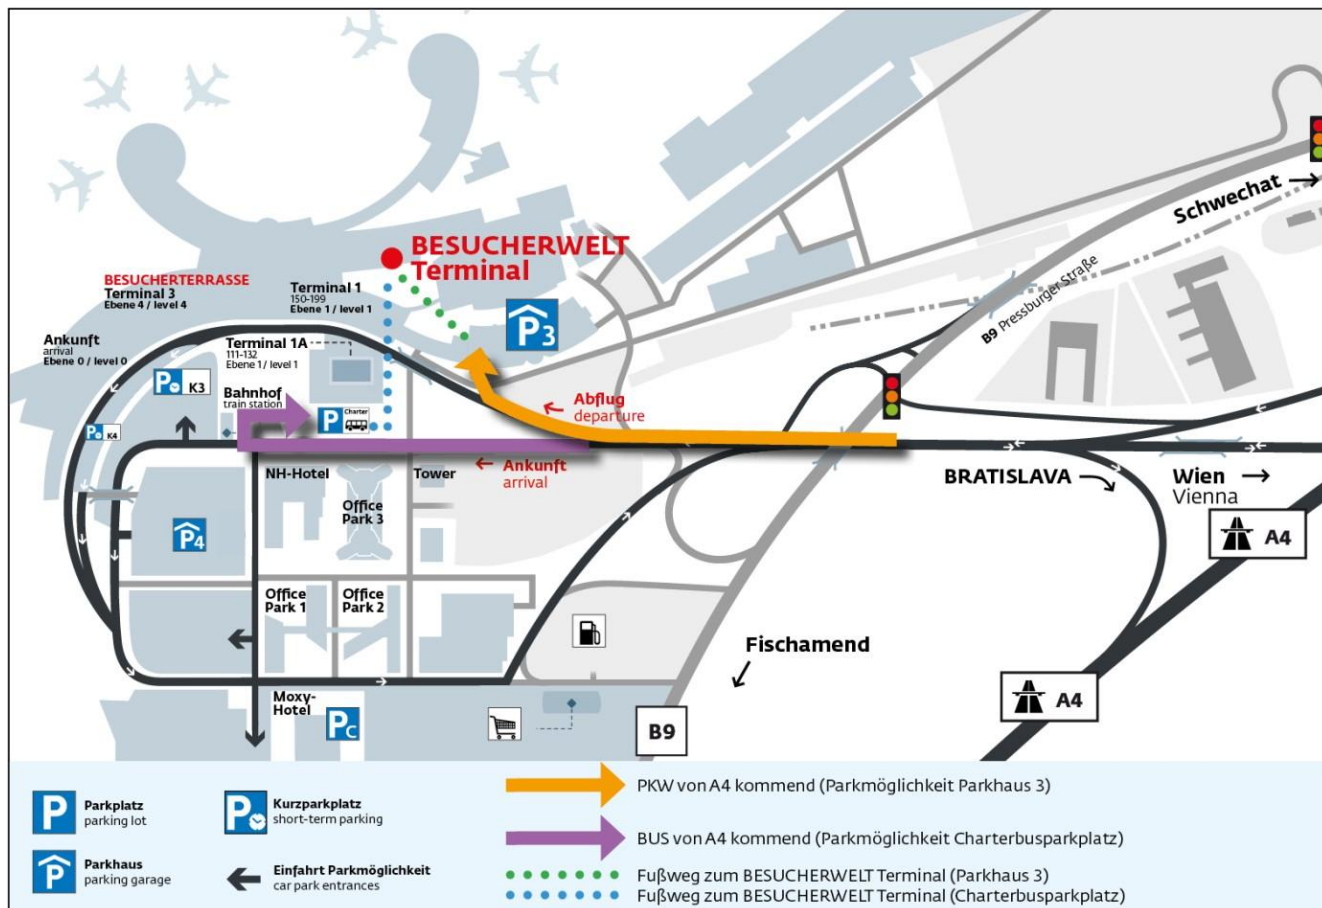 Schwechat →
B9 Pressburger Straße
BESUCHERWELT
Terminal
BESUCHERTERRASSE
Terminal 3
Ebene 4 / level 4
Terminal 1
150-199
Ebene 1 / level 1
P3
Ankunft
arrival
Ebene 0 / level 0
Terminal 1A
111-132
Ebene 1 / level 1
P K3
Bahnhof
train station
P Charter
Abflug
departure
P K4
NH-Hotel
Tower
Ankunft
arrival
BRATISLAVA
Wien →
Vienna
Office
Park 3
P4
A4
Office
Park 1
Office
Park 2
Fischamend
A4
Moxy-
Hotel
PC
B9
P
Parkplatz
parking lot
P
Kurzparkplatz
short-term parking
P
Parkhaus
parking garage
Einfahrt Parkmöglichkeit
car park entrances
PKW von A4 kommend (Parkmöglichkeit Parkhaus 3)
BUS von A4 kommend (Parkmöglichkeit Charterbusparkplatz)
Fußweg zum BESUCHERWELT Terminal (Parkhaus 3)
Fußweg zum BESUCHERWELT Terminal (Charterbusparkplatz)